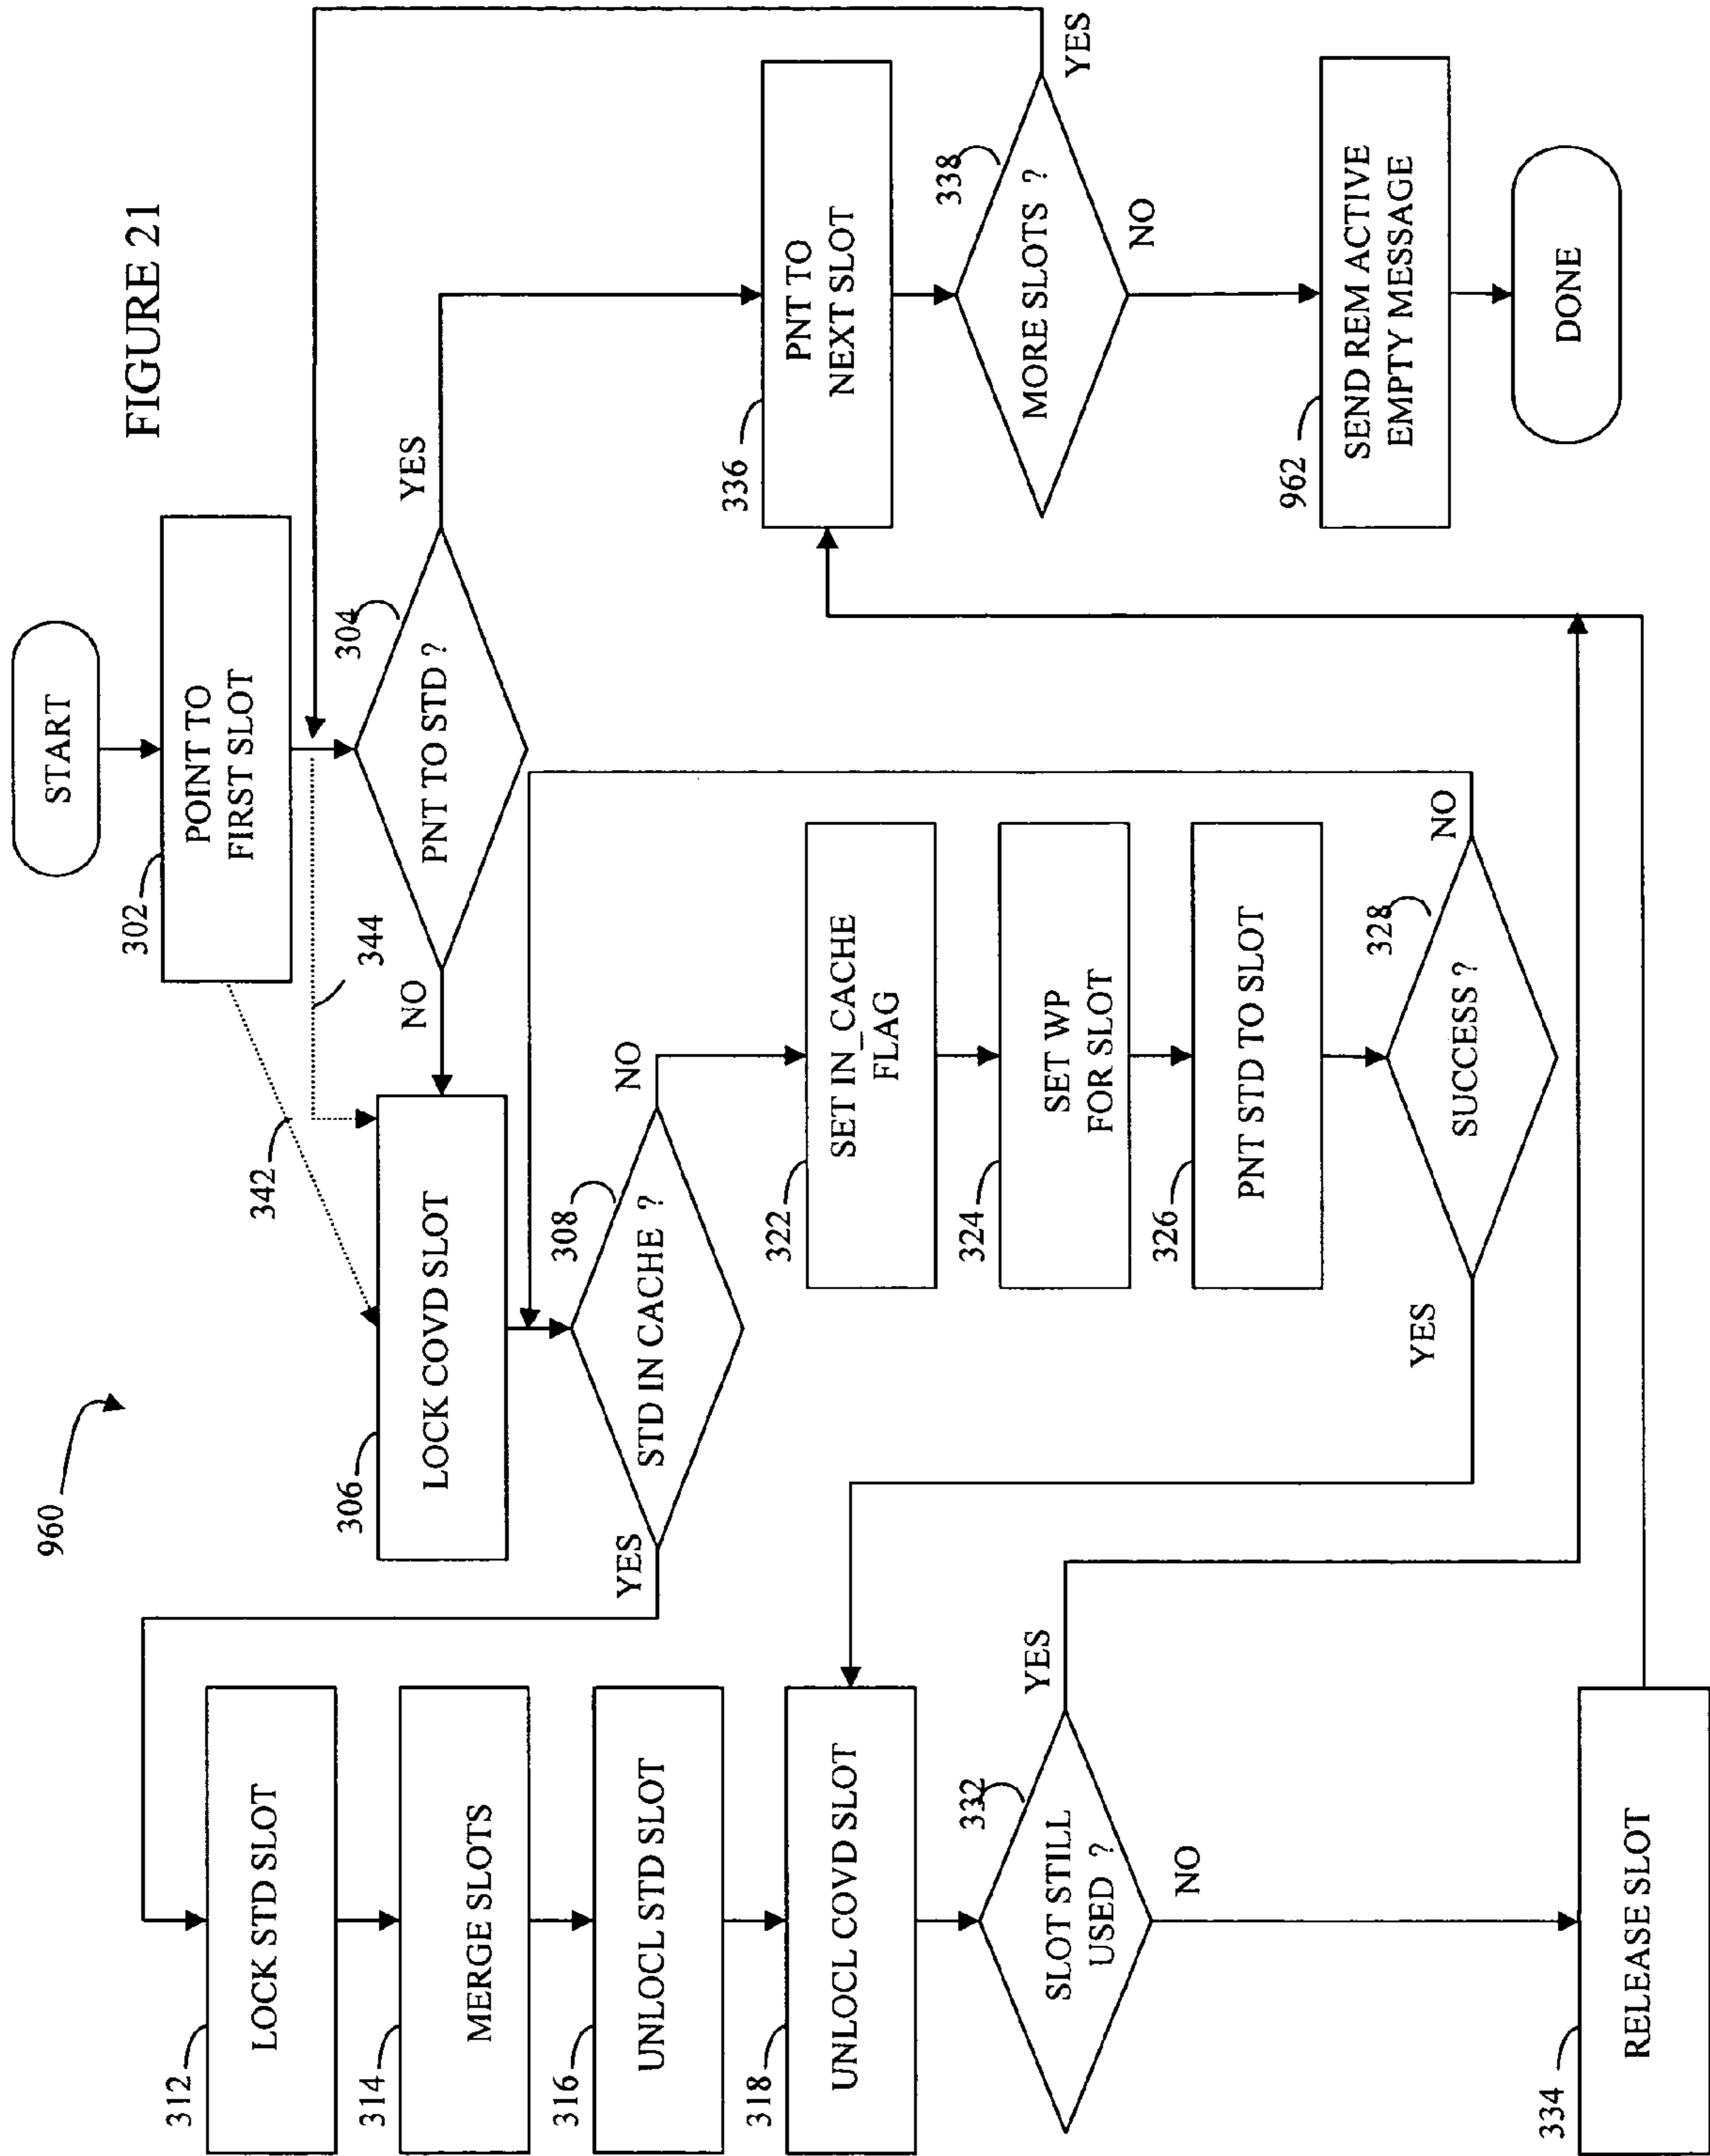 FIGURE 21
960
START
302
POINT TO
FIRST SLOT
344
342
304
PNT TO STD ?
YES
NO
306
LOCK COVD SLOT
308
STD IN CACHE ?
YES
NO
312
LOCK STD SLOT
314
MERGE SLOTS
316
UNLOCL STD SLOT
318
UNLOCL COVD SLOT
322
SET IN_CACHE
FLAG
324
SET WP
FOR SLOT
326
PNT STD TO SLOT
328
SUCCESS ?
YES
NO
332
SLOT STILL
USED ?
YES
NO
334
RELEASE SLOT
336
PNT TO
NEXT SLOT
338
MORE SLOTS ?
YES
NO
962
SEND REM ACTIVE
EMPTY MESSAGE
DONE